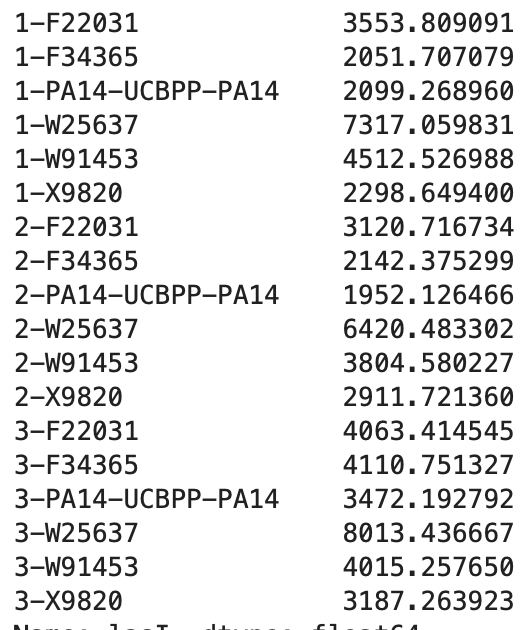 1-F22031 3553.809091
1-F34365 2051.707079
1-PA14-UCBPP-PA14 2099.268960
1-W25637 7317.059831
1-W91453 4512.526988
1-X9820 2298.649400
2-F22031 3120.716734
2-F34365 2142.375299
2-PA14-UCBPP-PA14 1952.126466
2-W25637 6420.483302
2-W91453 3804.580227
2-X9820 2911.721360
3-F22031 4063.414545
3-F34365 4110.751327
3-PA14-UCBPP-PA14 3472.192792
3-W25637 8013.436667
3-W91453 4015.257650
3-X9820 3187.263923
Name: lasI, dtype: float64